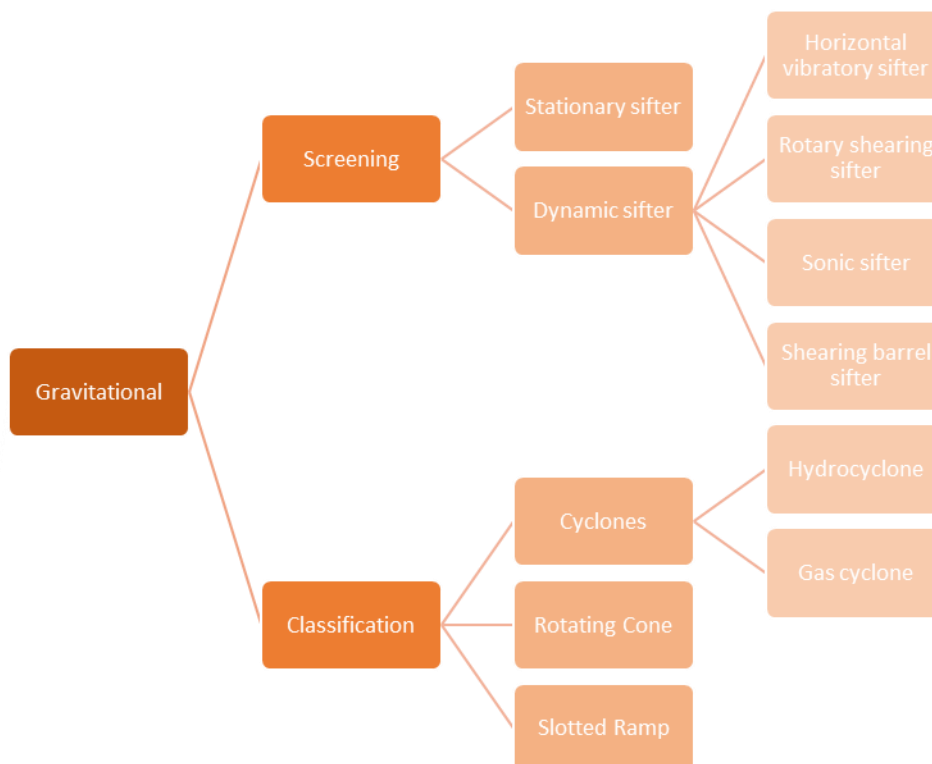 Gravitational
Screening
Stationary sifter
Dynamic sifter
Horizontal
vibratory sifter
Rotary shearing
sifter
Sonic sifter
Shearing barrel
sifter
Classification
Cyclones
Hydrocyclone
Gas cyclone
Rotating Cone
Slotted Ramp